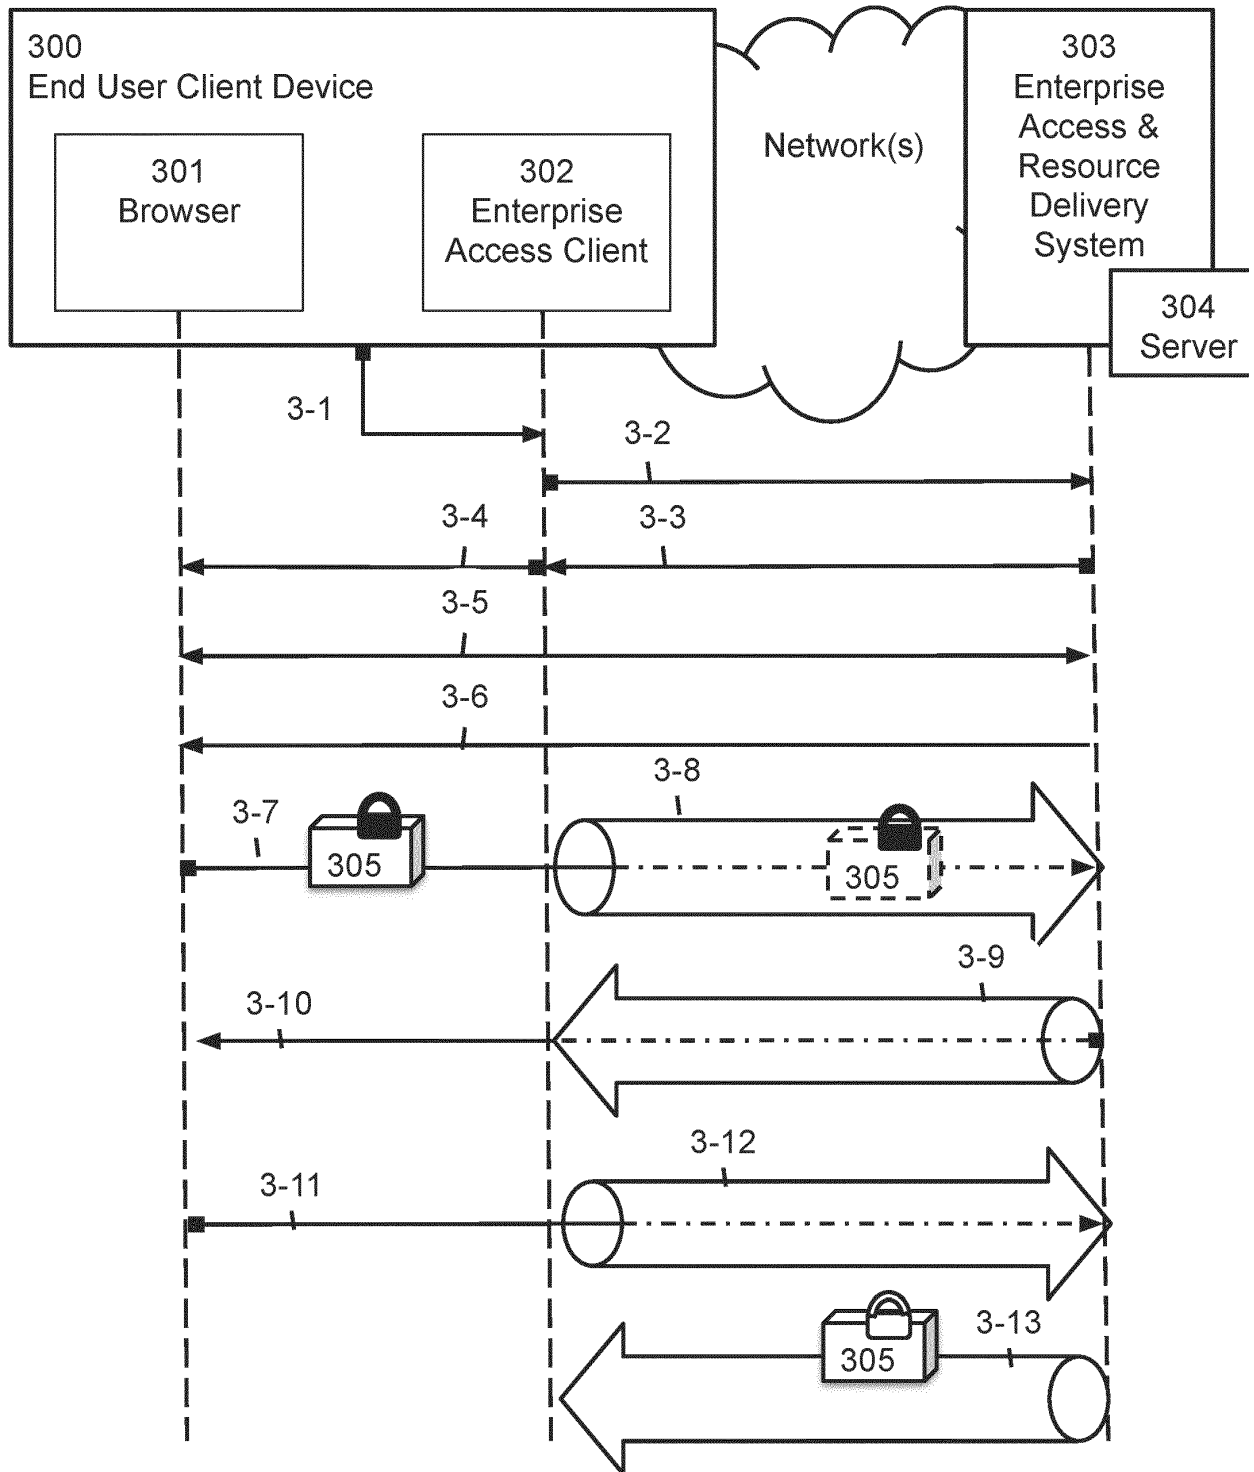 300
End User Client Device
301
Browser
302
Enterprise
Access Client
Network(s)
303
Enterprise
Access &
Resource
Delivery
System
304
Server
3-1
3-2
3-4
3-3
3-5
3-6
3-8
3-7
305
305
3-9
3-10
3-12
3-11
3-13
305